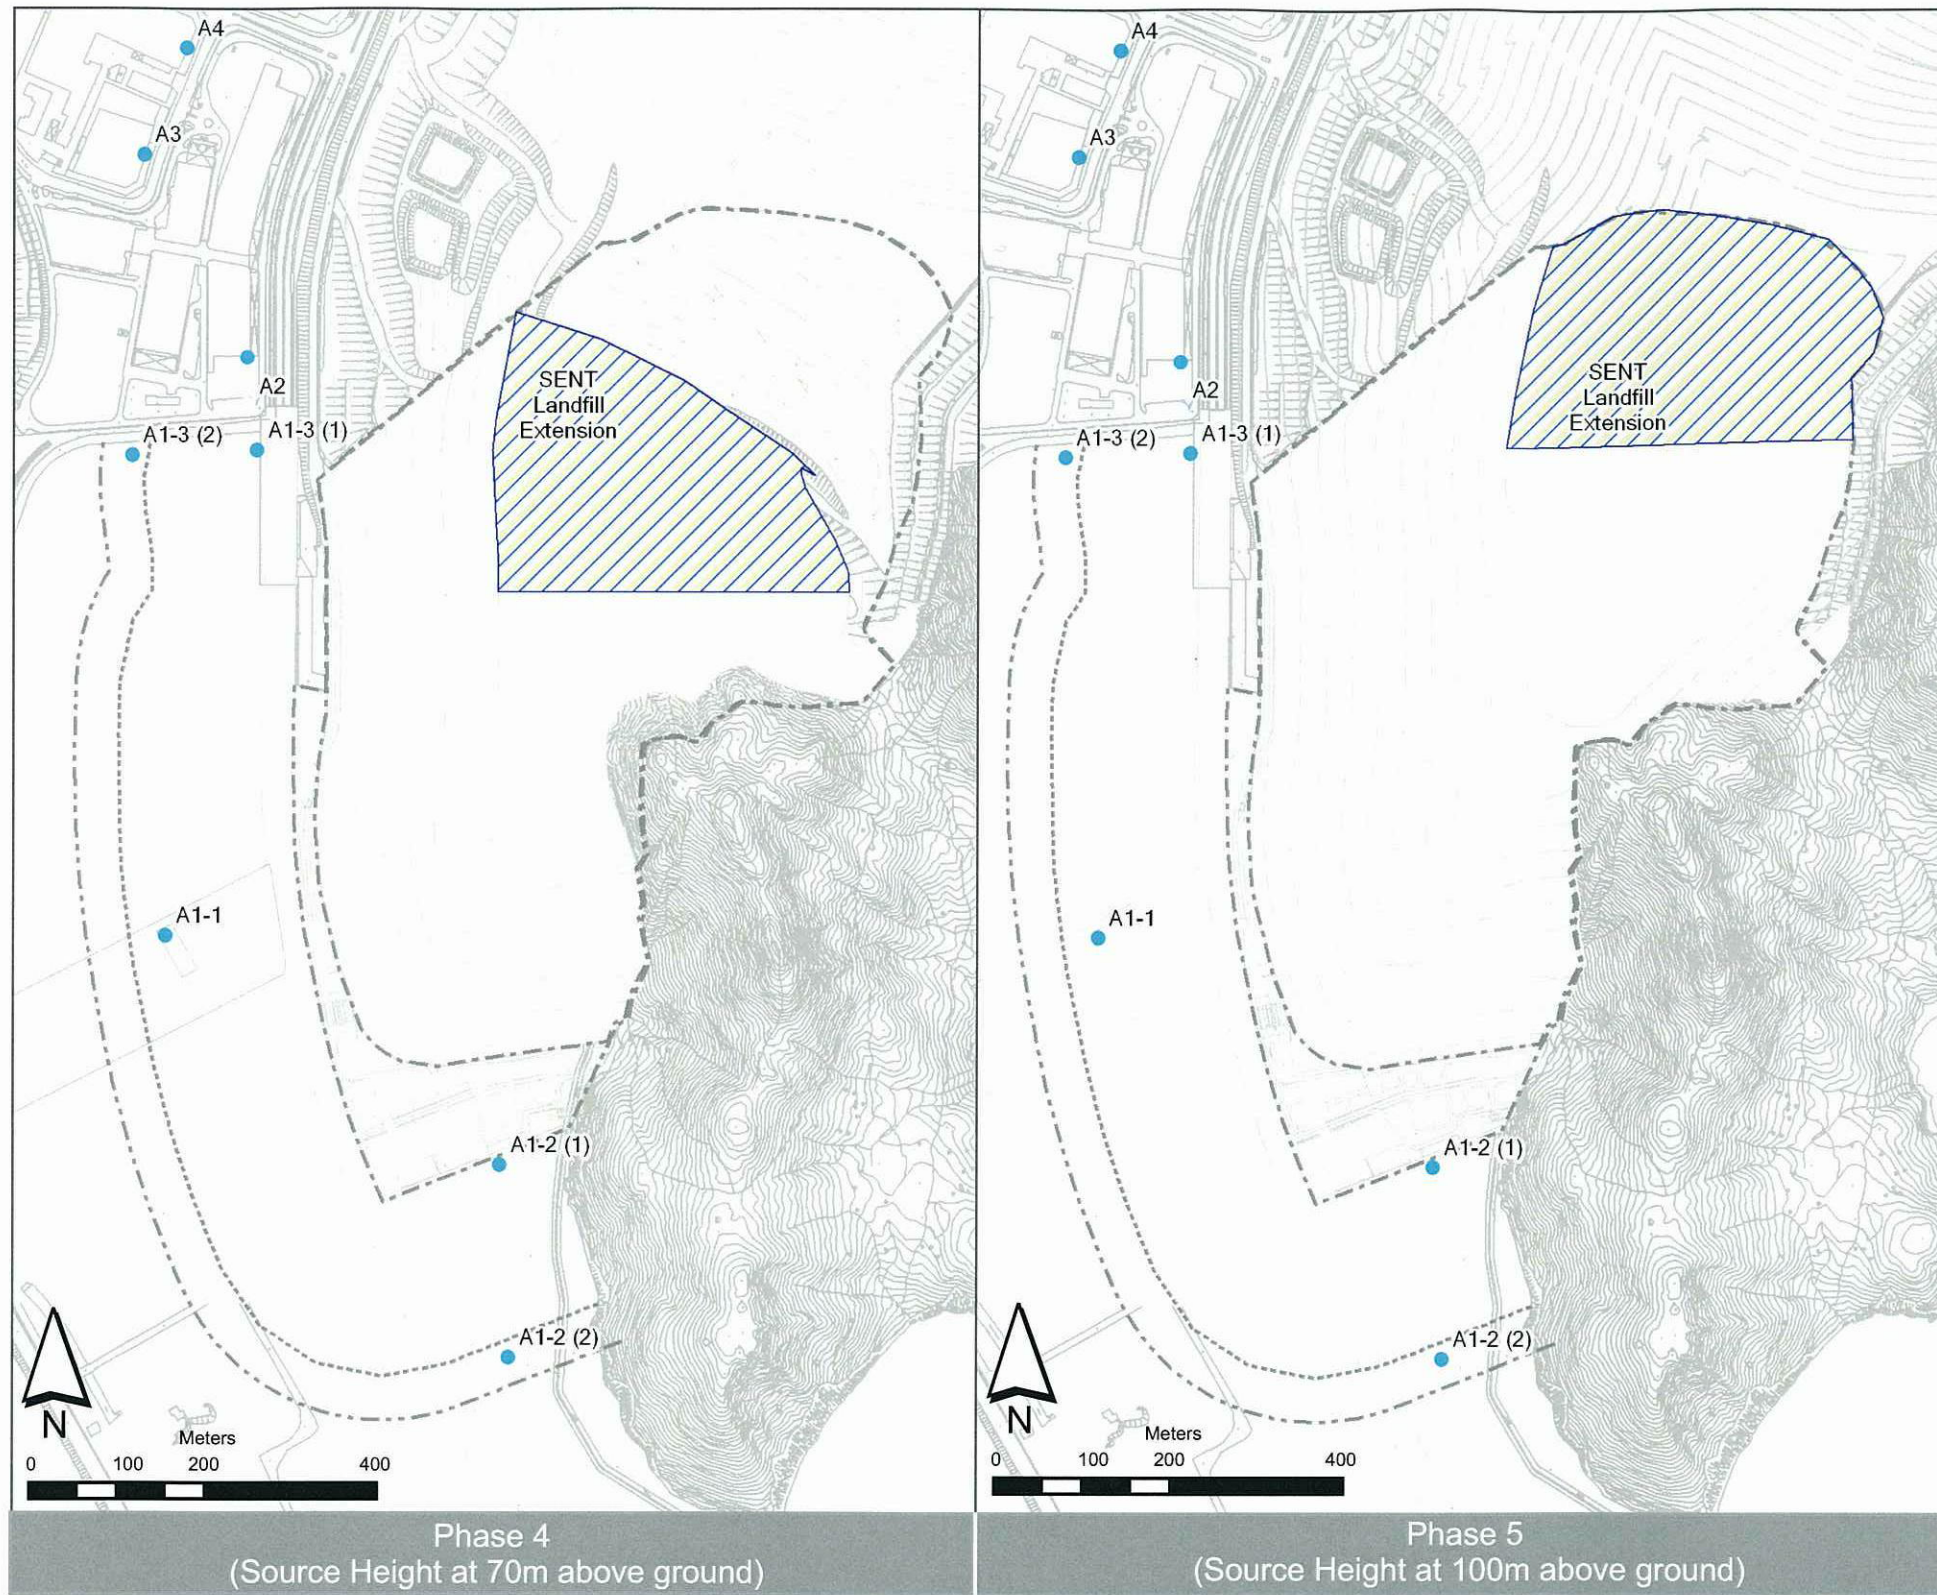 A4
A3
A2
A1-3 (2)
A1-3 (1)
SENT
Landfill
Extension
A1-1
A1-2 (1)
A1-2 (2)
N
Meters
0 100 200 400
Phase 4
(Source Height at 70m above ground)
A4
A3
A2
A1-3 (2)
A1-3 (1)
SENT
Landfill
Extension
A1-1
A1-2 (1)
A1-2 (2)
N
Meters
0 100 200 400
Phase 5
(Source Height at 100m above ground)